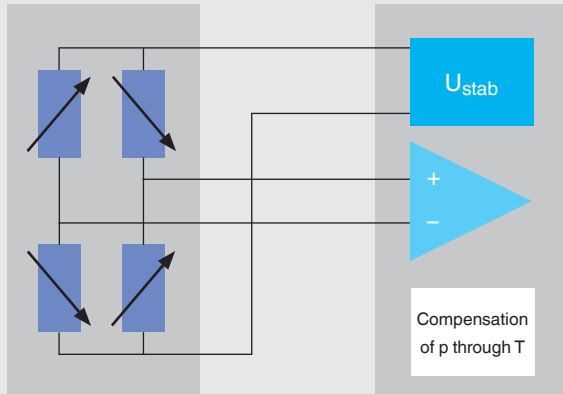 Ustab
+
−
Compensation
of p through T